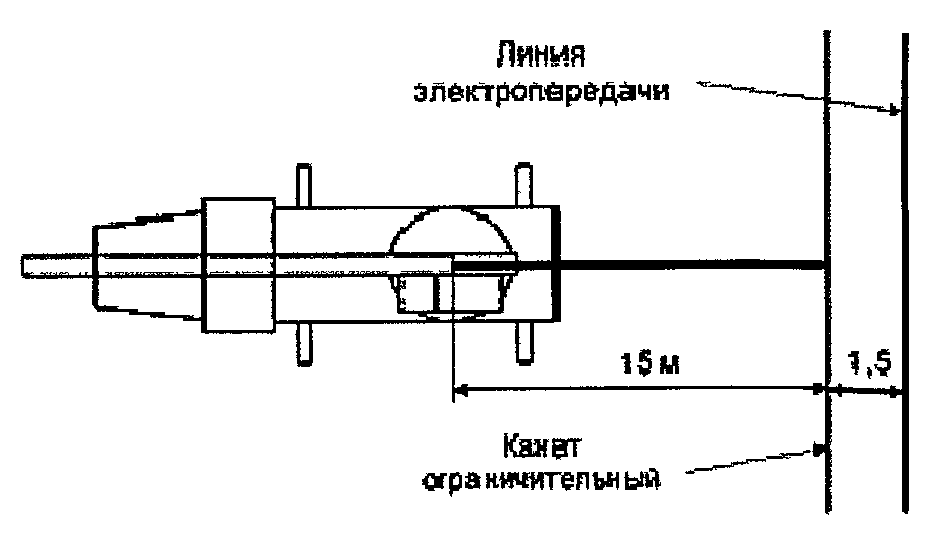 Линия
электропередачи
15 м
1,5
Канат
ограничительный